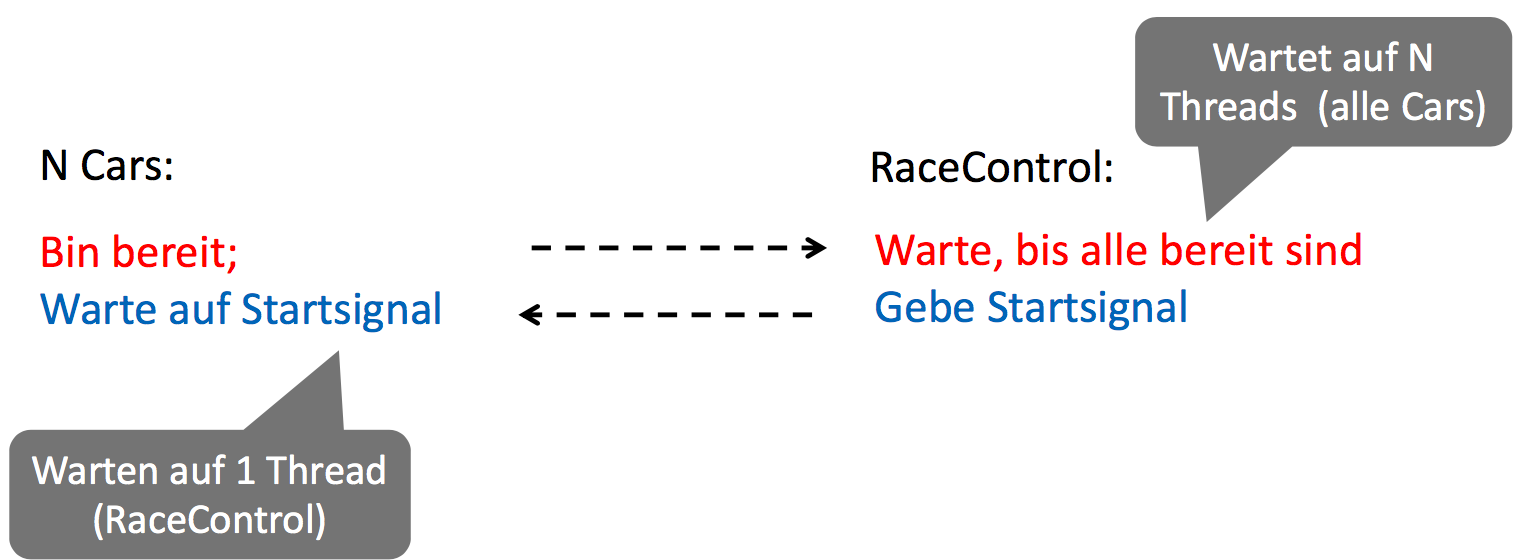 Wartet auf N
Threads (alle Cars)
N Cars:
RaceControl:
Bin bereit;
Warte, bis alle bereit sind
Warte auf Startsignal
Gebe Startsignal
Warten auf 1 Thread
(RaceControl)